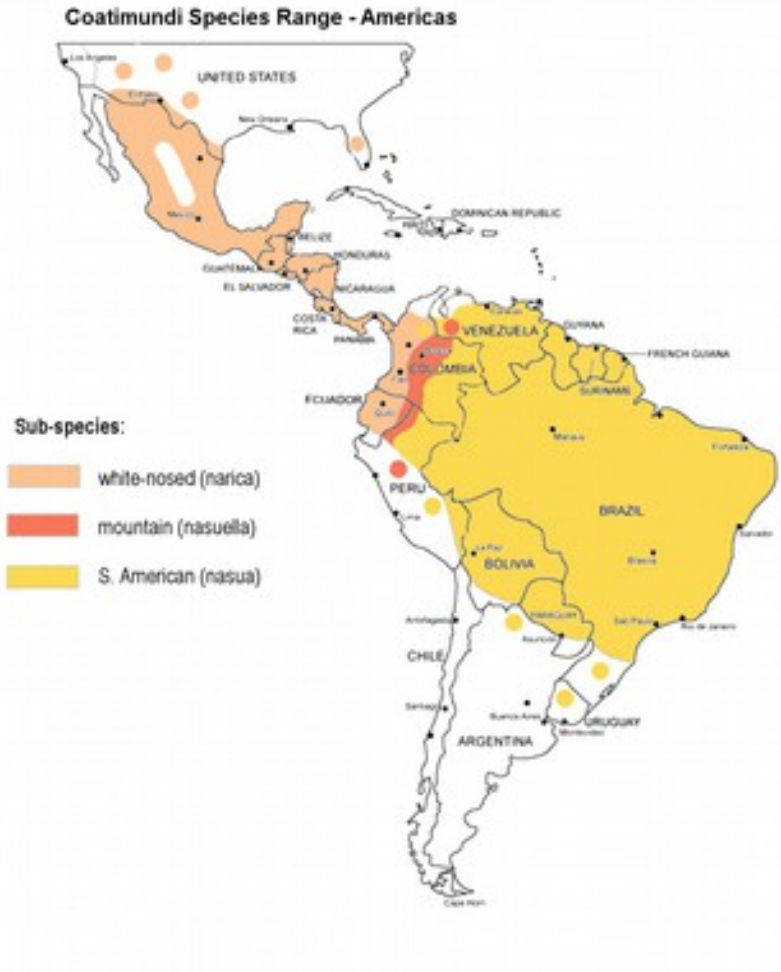 Coatimundi Species Range - Americas
Los Angeles
UNITED STATES
El Paso
New Orleans
Mexico
DOMINICAN REPUBLIC
HAITI
BELIZE
HONDURAS
GUATEMALA
EL SALVADOR
NICARAGUA
COSTA
RICA
PANAMA
Caracas
VENEZUELA
GUYANA
FRENCH GUIANA
SURINAME
COLOMBIA
ECUADOR
Quito
Manaus
Fortaleza
Sub-species:
white-nosed (narica)
mountain (nasuella)
S. American (nasua)
PERU
Lima
BRAZIL
Salvador
La Paz
BOLIVIA
Brasilia
PARAGUAY
Antofagasta
Sao Paulo
Rio de Janeiro
Asuncion
CHILE
Santiago
Buenos Aires
URUGUAY
Montevideo
ARGENTINA
Cape Horn